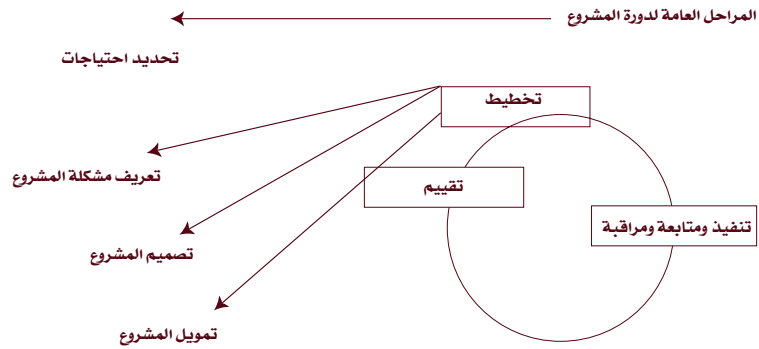 المراحل العامة لدورة المشروع
تحديد احتياجات
تخطيط
تعريف مشكلة المشروع
تقييم
تنفيذ ومتابعة ومراقبة
تصميم المشروع
تمويل المشروع